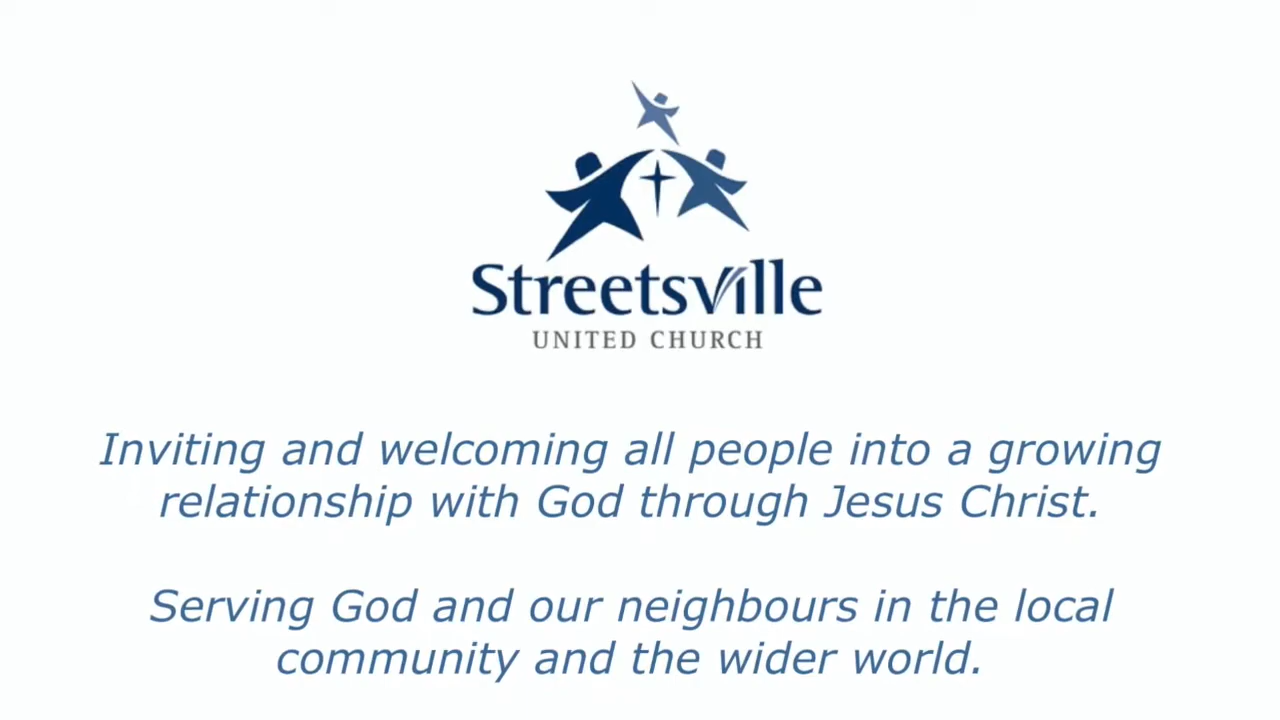 Streetsville
UNITED CHURCH
Inviting and welcoming all people into a growing
relationship with God through Jesus Christ.
Serving God and our neighbours in the local
community and the wider world.